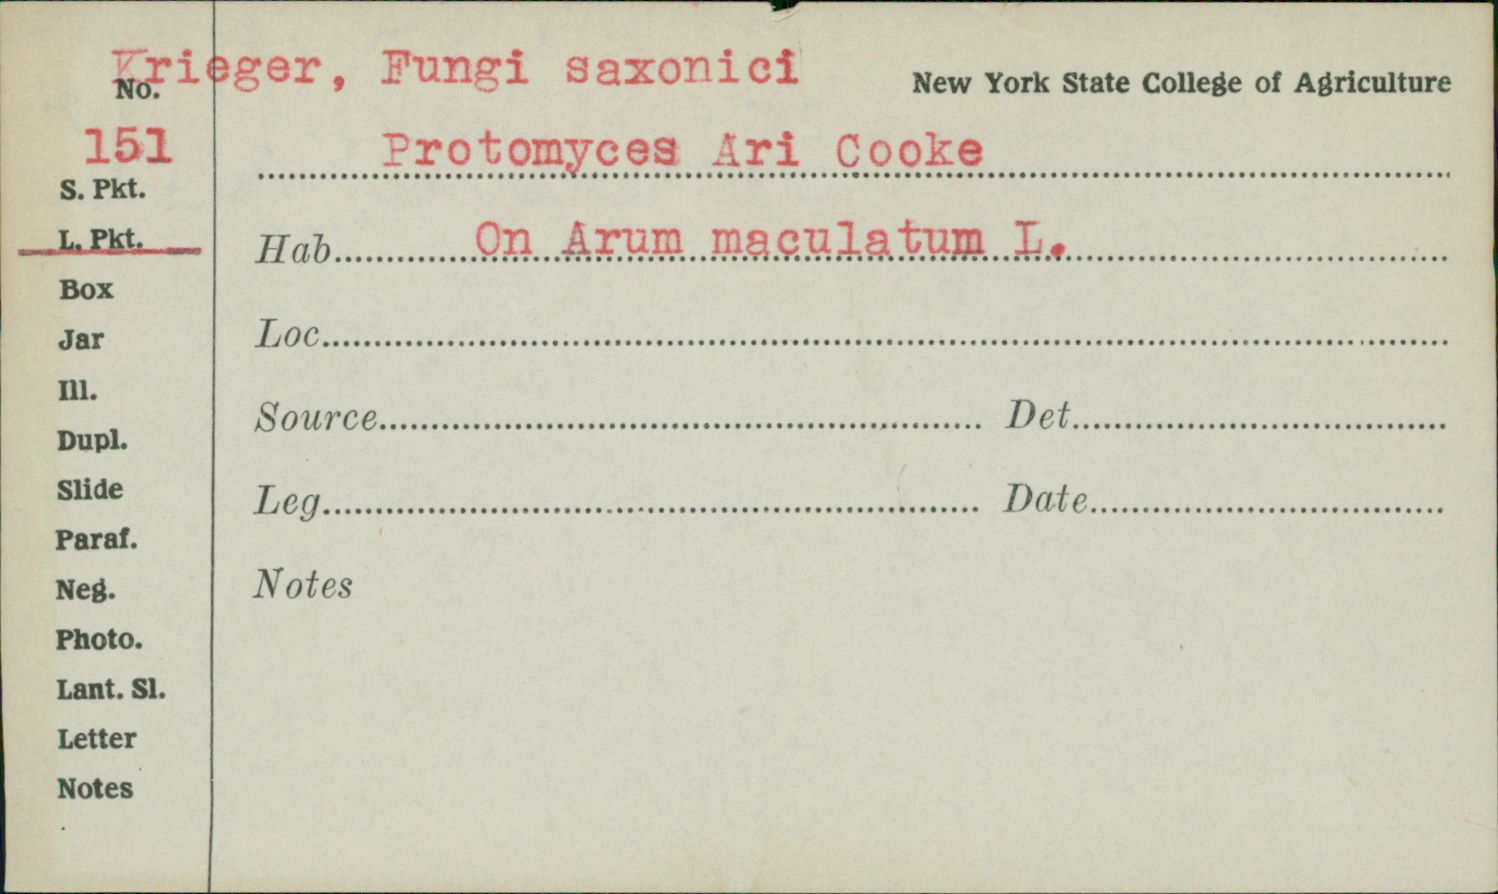 Krieger, Fungi saxonici
No.
New York State College of Agriculture
151
Protomyces Ari Cooke
S. Pkt.
L. Pkt.
Hab. On Arum maculatum L.
Box
Jar
Loc.
Ill.
Source Det.
Dupl.
Slide
Leg. Date
Paraf.
Neg.
Notes
Photo.
Lant. Sl.
Letter
Notes